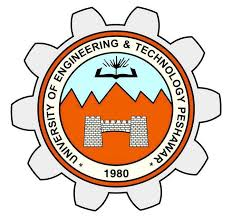 UNIVERSITY OF ENGINEERING & TECHNOLOGY PESHAWAR
1980